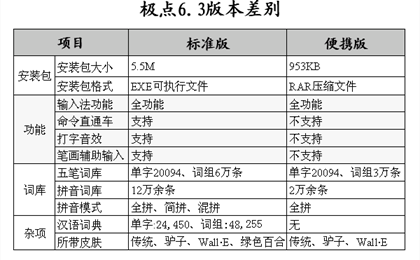 极点6.3版本差别
项目 标准版 便携版
安装包 安装包大小 5.5M 953KB
安装包格式 EXE可执行文件 RAR压缩文件
功能 输入法功能 全功能 全功能
命令直通车 支持 不支持
打字音效 支持 不支持
笔画辅助输入 支持 不支持
词库 五笔词库 单字20094、词组6万条 单字20094、词组3万条
拼音词库 12万余条 2万余条
拼音模式 全拼、简拼、混拼 全拼
杂项 汉语词典 单字:24,450、词组:48,255 无
所带皮肤 传统、驴子、Wall·E、绿色百合 传统、驴子、Wall·E